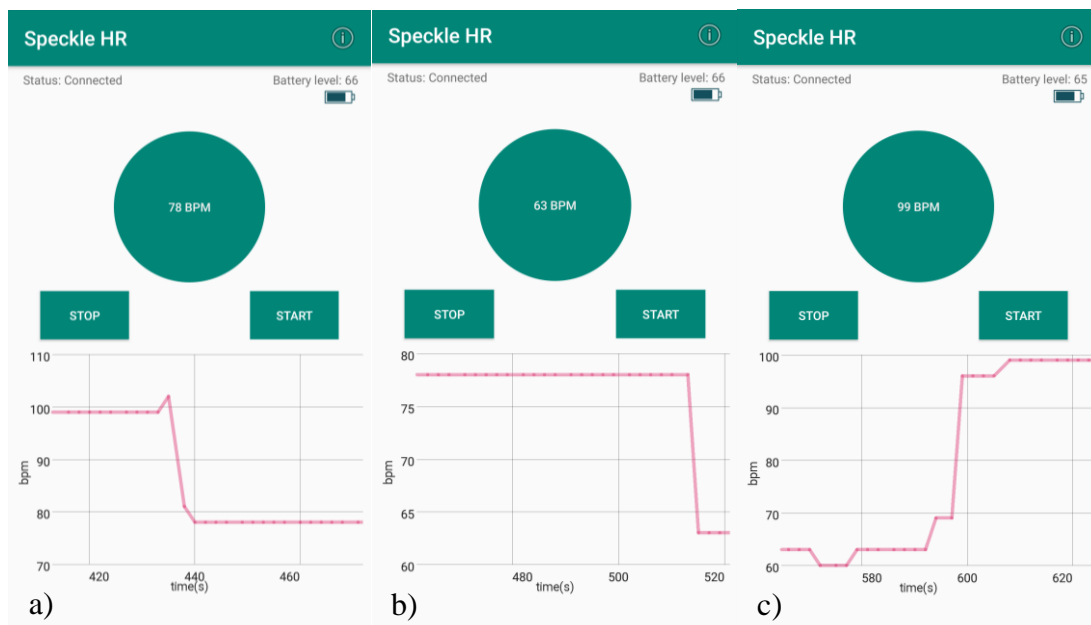 Speckle HR
Status: Connected
Battery level: 66
78 BPM
STOP
START
110
100
90
80
70
bpm
420
440
460
time(s)
a)
Speckle HR
Status: Connected
Battery level: 66
63 BPM
STOP
START
80
75
70
65
60
bpm
480
500
520
time(s)
b)
Speckle HR
Status: Connected
Battery level: 65
99 BPM
STOP
START
100
90
80
70
60
bpm
580
600
620
time(s)
c)